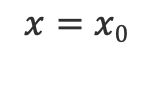 x = x₀